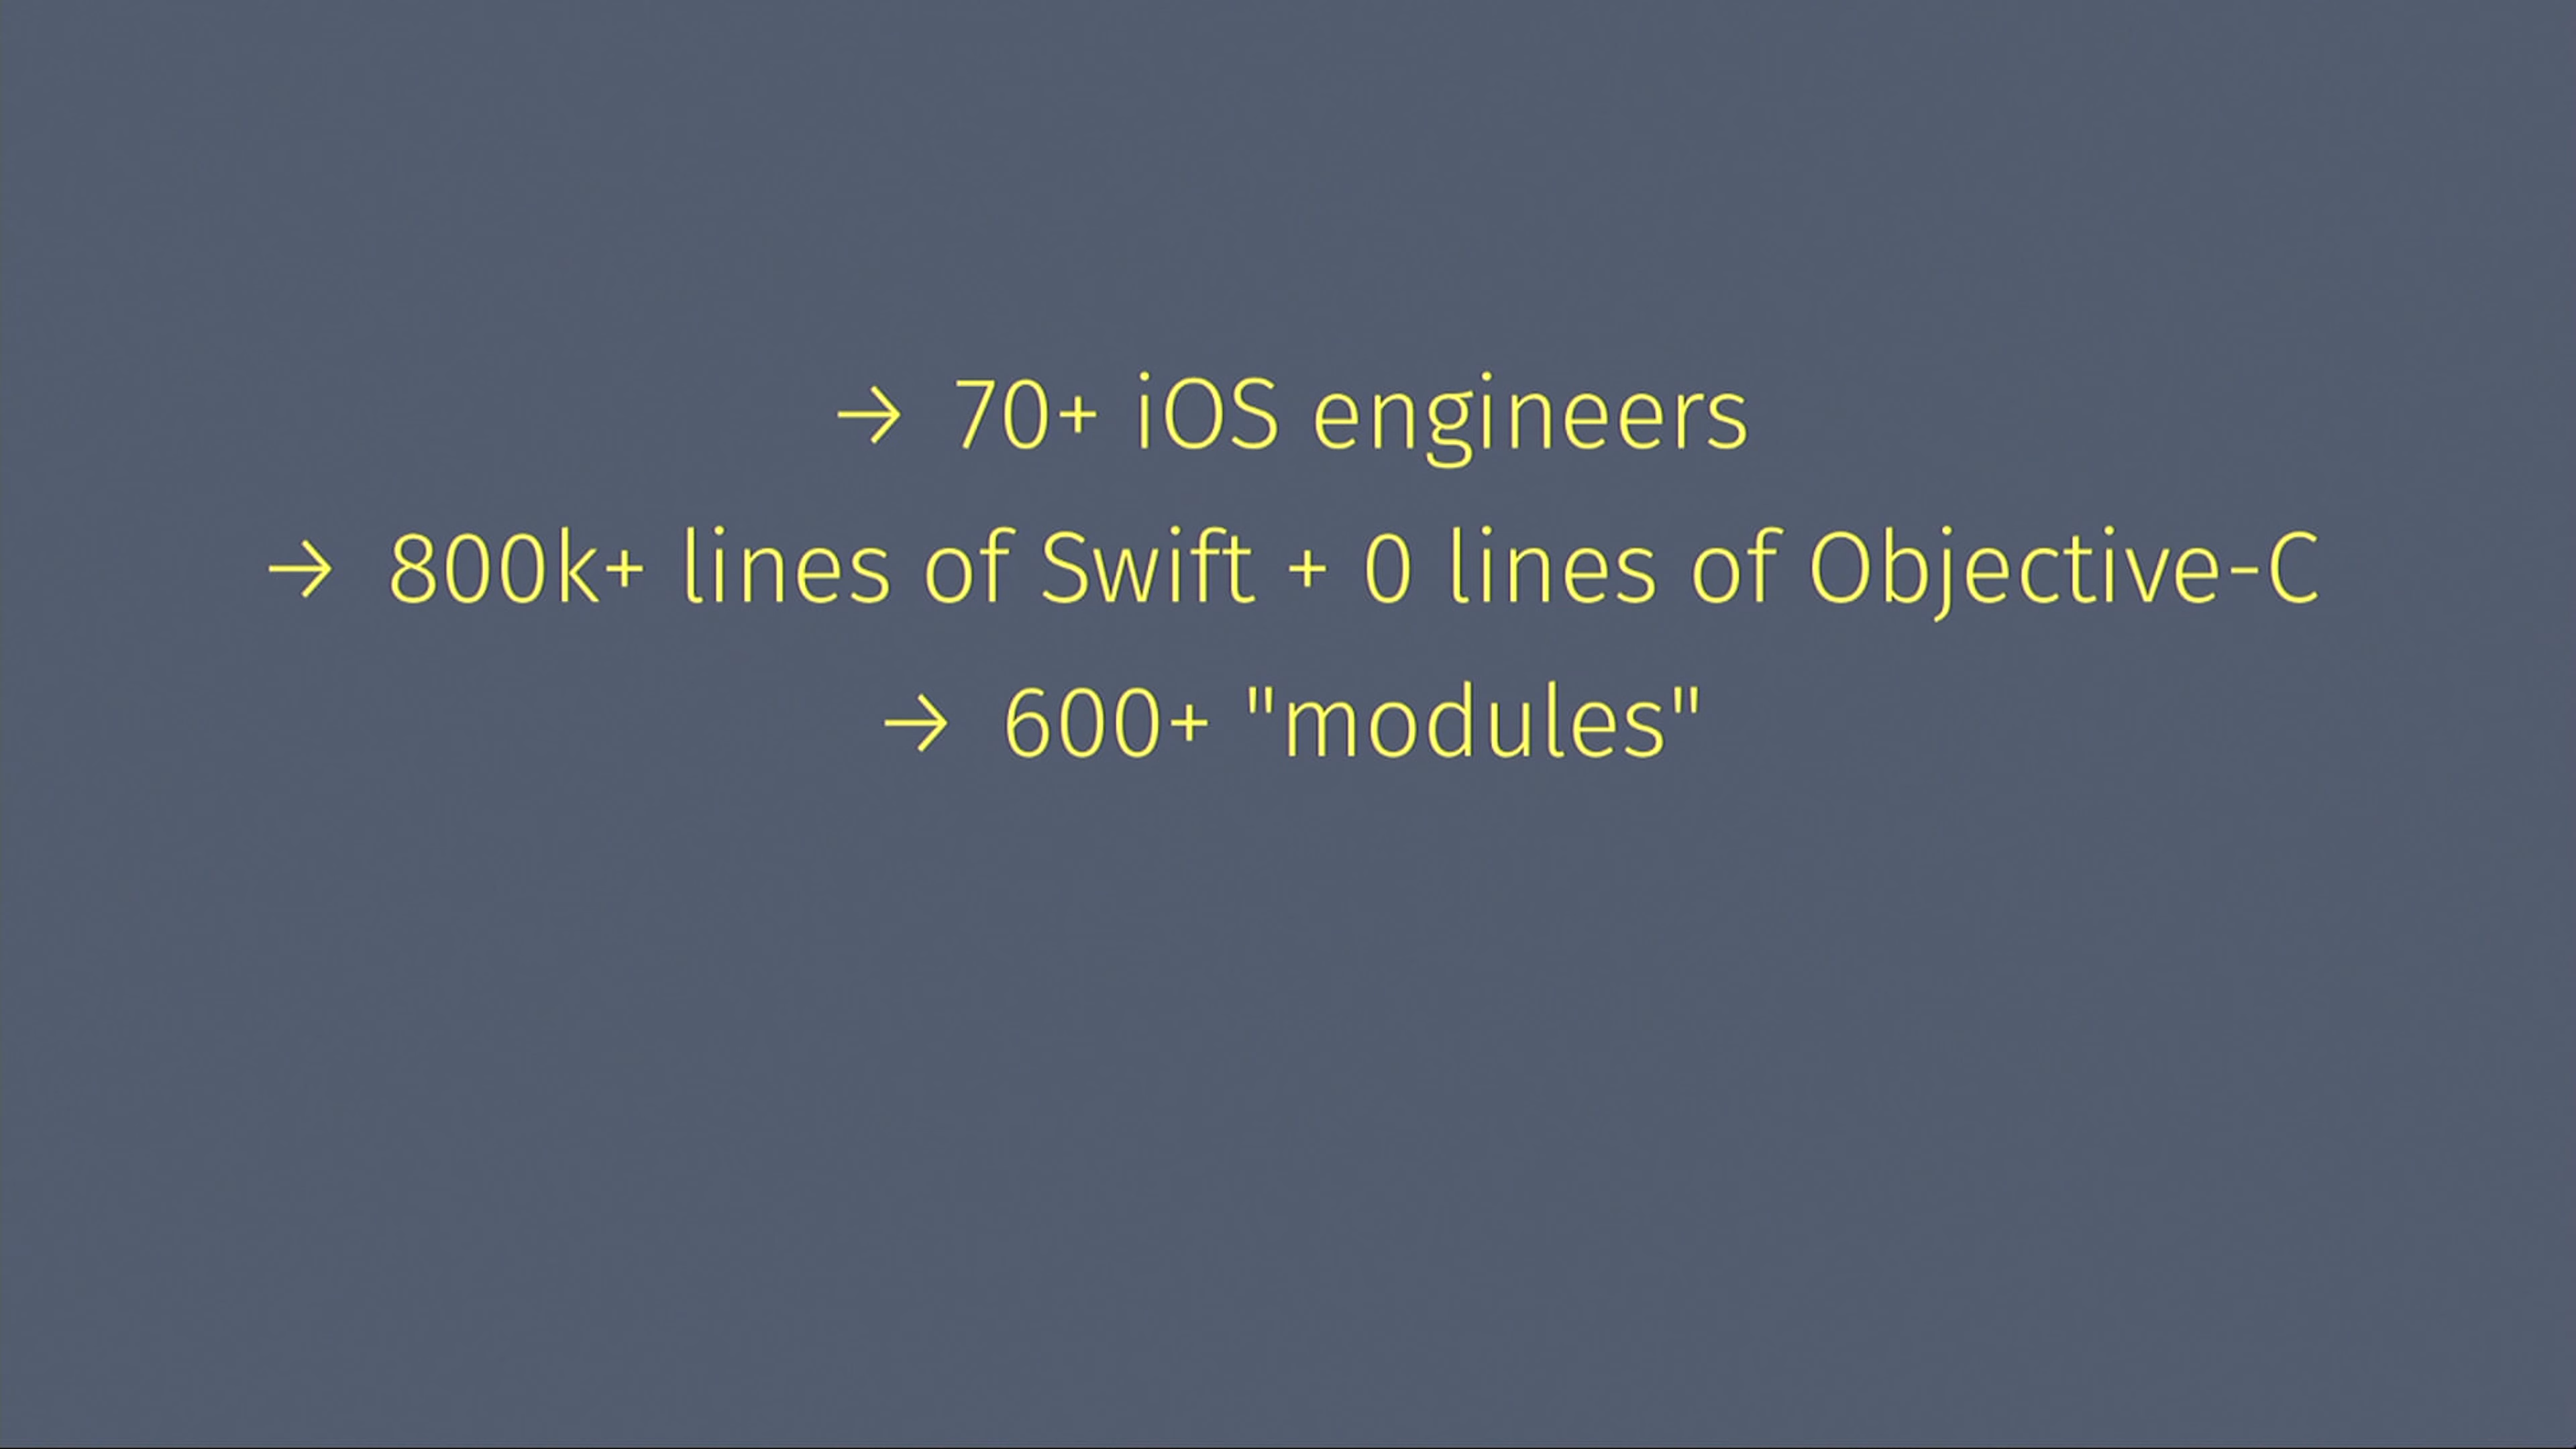 → 70+ iOS engineers
→ 800k+ lines of Swift + 0 lines of Objective-C
→ 600+ "modules"